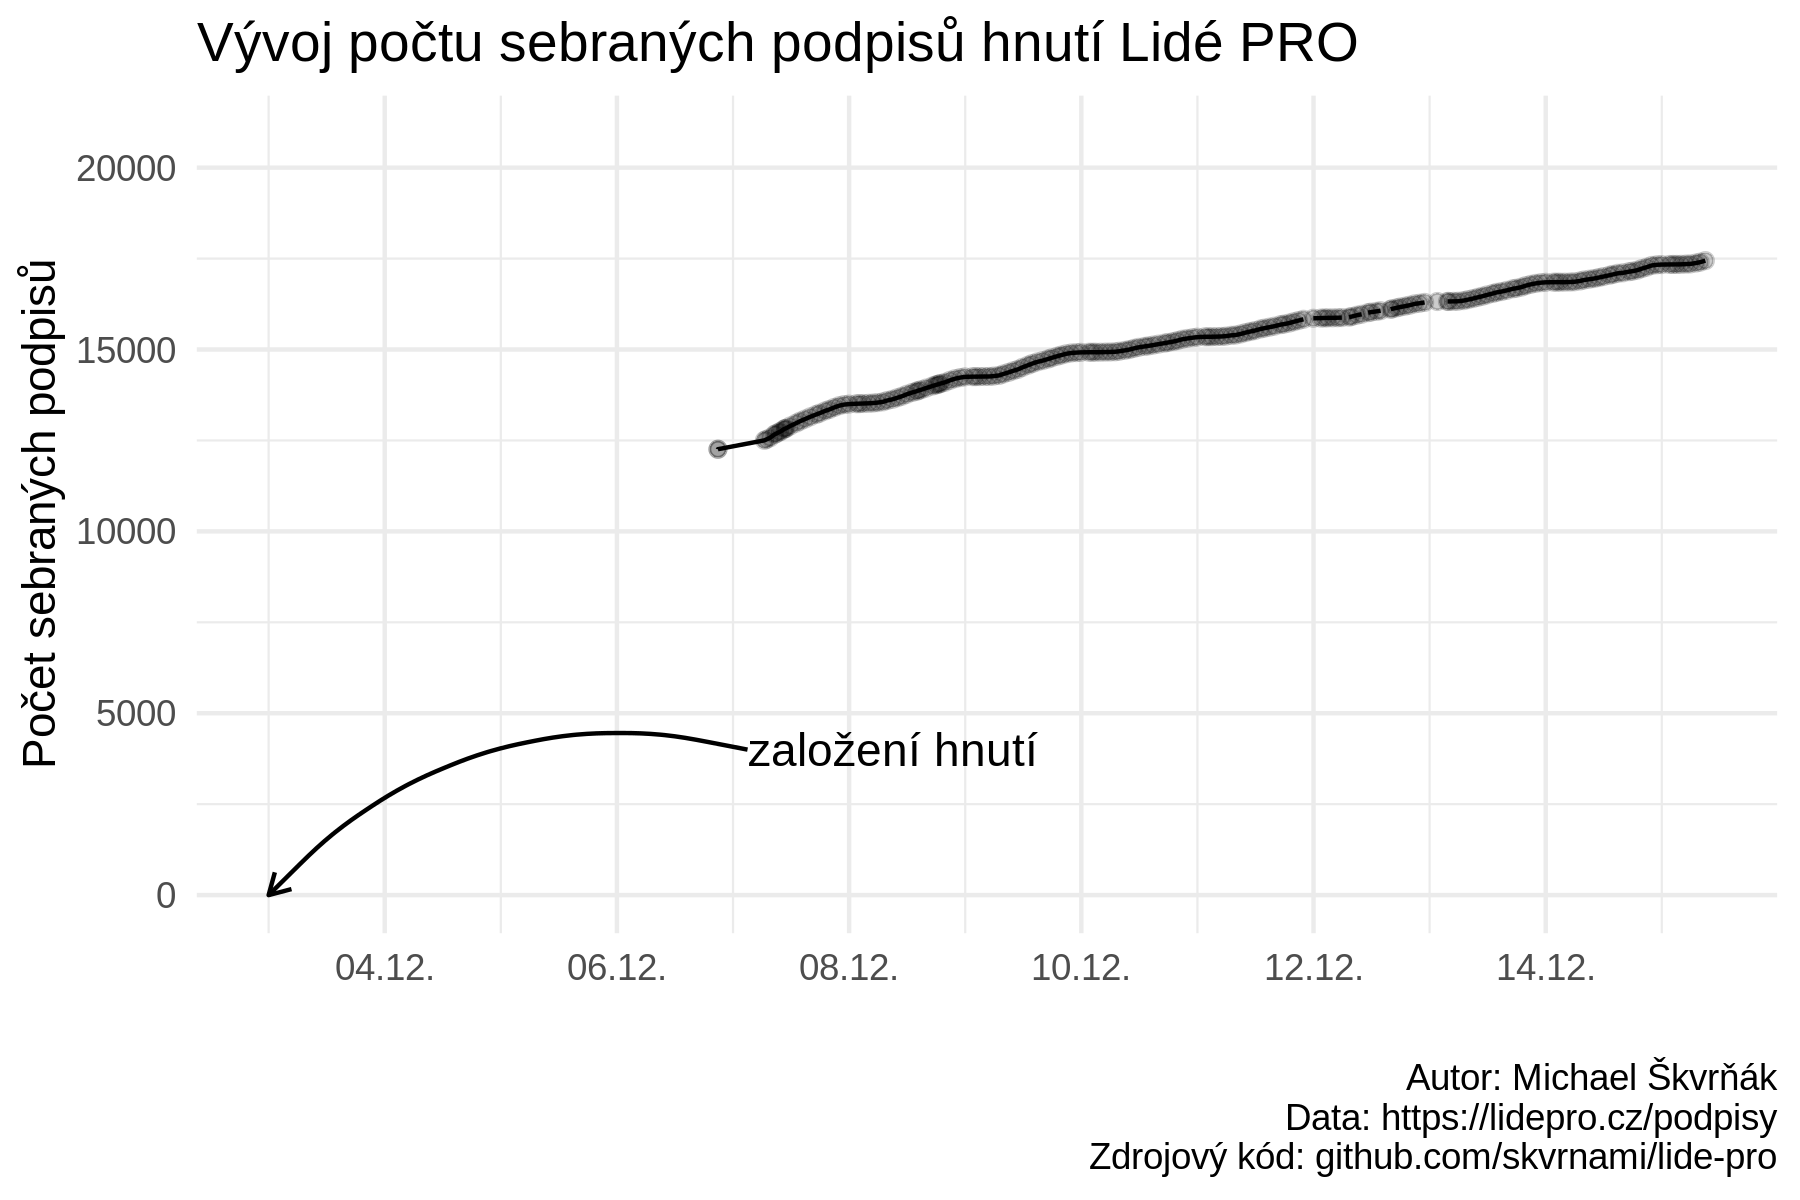 Vývoj počtu sebraných podpisů hnutí Lidé PRO
Počet sebraných podpisů
20000
15000
10000
5000
0
založení hnutí
04.12.
06.12.
08.12.
10.12.
12.12.
14.12.
Autor: Michael Škvrňák
Data: https://lidepro.cz/podpisy
Zdrojový kód: github.com/skvrnami/lide-pro